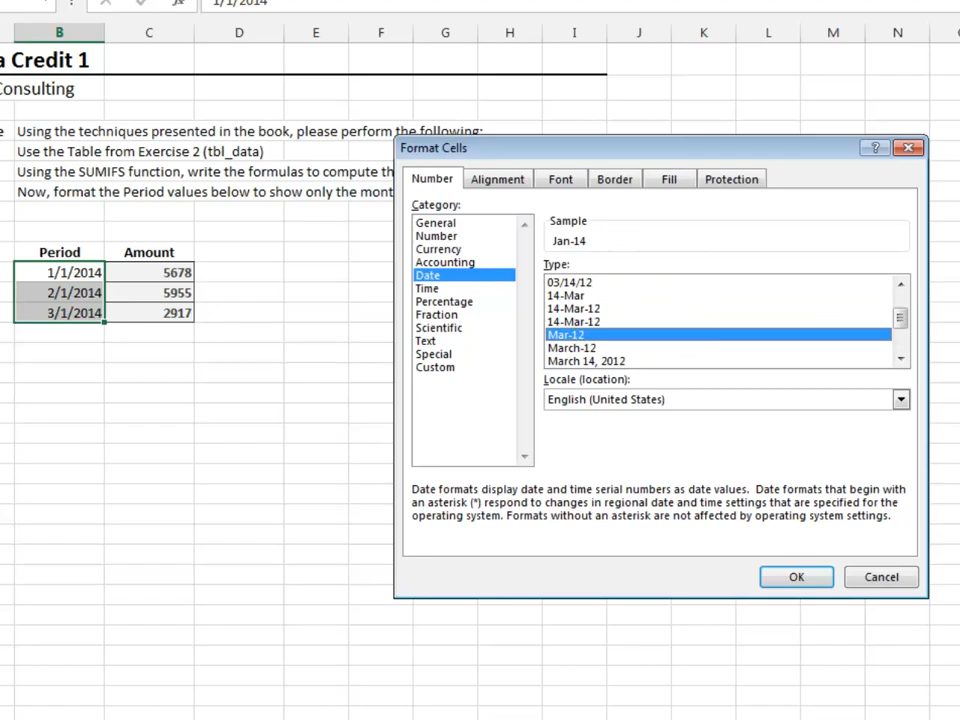 1/1/2014
B C D E F G H I J K L M N
a Credit 1
Consulting
e Using the techniques presented in the book, please perform the following:
Use the Table from Exercise 2 (tbl_data)
Using the SUMIFS function, write the formulas to compute th
Now, format the Period values below to show only the mont
Period Amount
1/1/2014 5678
2/1/2014 5955
3/1/2014 2917
Format Cells
Number Alignment Font Border Fill Protection
Category:
General
Number
Currency
Accounting
Date
Time
Percentage
Fraction
Scientific
Text
Special
Custom
Sample
Jan-14
Type:
03/14/12
14-Mar
14-Mar-12
14-Mar-12
Mar-12
March-12
March 14, 2012
Locale (location):
English (United States)
Date formats display date and time serial numbers as date values. Date formats that begin with
an asterisk (*) respond to changes in regional date and time settings that are specified for the
operating system. Formats without an asterisk are not affected by operating system settings.
OK Cancel